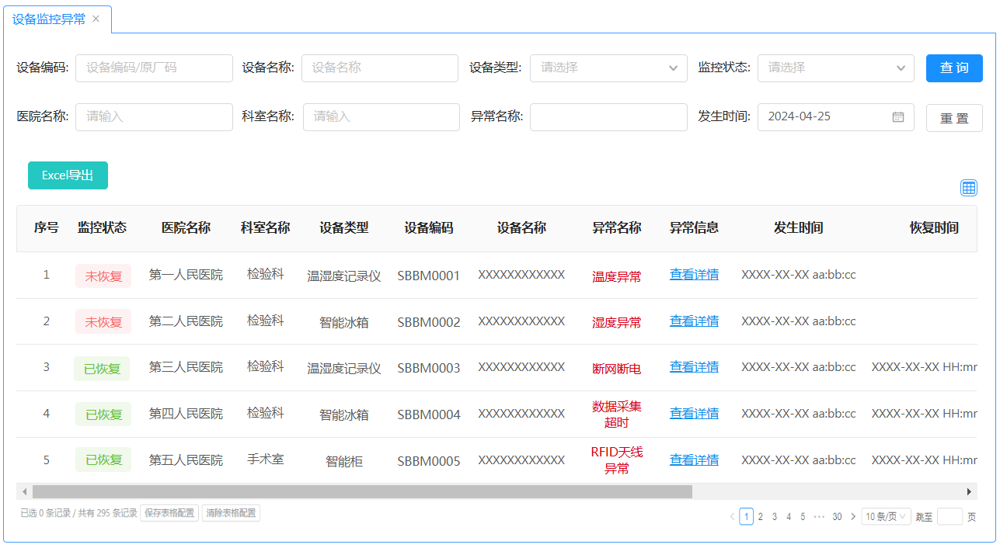 设备监控异常 ×
设备编码: 设备编码/原厂码 设备名称: 设备名称 设备类型: 请选择 监控状态: 请选择 查 询
医院名称: 请输入 科室名称: 请输入 异常名称: 发生时间: 2024-04-25 重 置
Excel导出
序号 监控状态 医院名称 科室名称 设备类型 设备编码 设备名称 异常名称 异常信息 发生时间 恢复时间
1 未恢复 第一人民医院 检验科 温湿度记录仪 SBBM0001 XXXXXXXXXXXX 温度异常 查看详情 XXXX-XX-XX aa:bb:cc
2 未恢复 第二人民医院 检验科 智能冰箱 SBBM0002 XXXXXXXXXXXX 湿度异常 查看详情 XXXX-XX-XX aa:bb:cc
3 已恢复 第三人民医院 检验科 温湿度记录仪 SBBM0003 XXXXXXXXXXXX 断网断电 查看详情 XXXX-XX-XX aa:bb:cc XXXX-XX-XX HH:mr
4 已恢复 第四人民医院 检验科 智能冰箱 SBBM0004 XXXXXXXXXXXX 数据采集超时 查看详情 XXXX-XX-XX aa:bb:cc XXXX-XX-XX HH:mr
5 已恢复 第五人民医院 手术室 智能柜 SBBM0005 XXXXXXXXXXXX RFID天线异常 查看详情 XXXX-XX-XX aa:bb:cc XXXX-XX-XX HH:mr
已选 0 条记录 / 共有 295 条记录 保存表格配置 清除表格配置 1 2 3 4 5 ••• 30 10 条/页 跳至 页